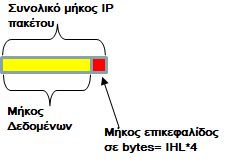 Συνολικό μήκος IP
πακέτου
Μήκος
Δεδομένων
Μήκος επικεφαλίδος
σε bytes= IHL*4